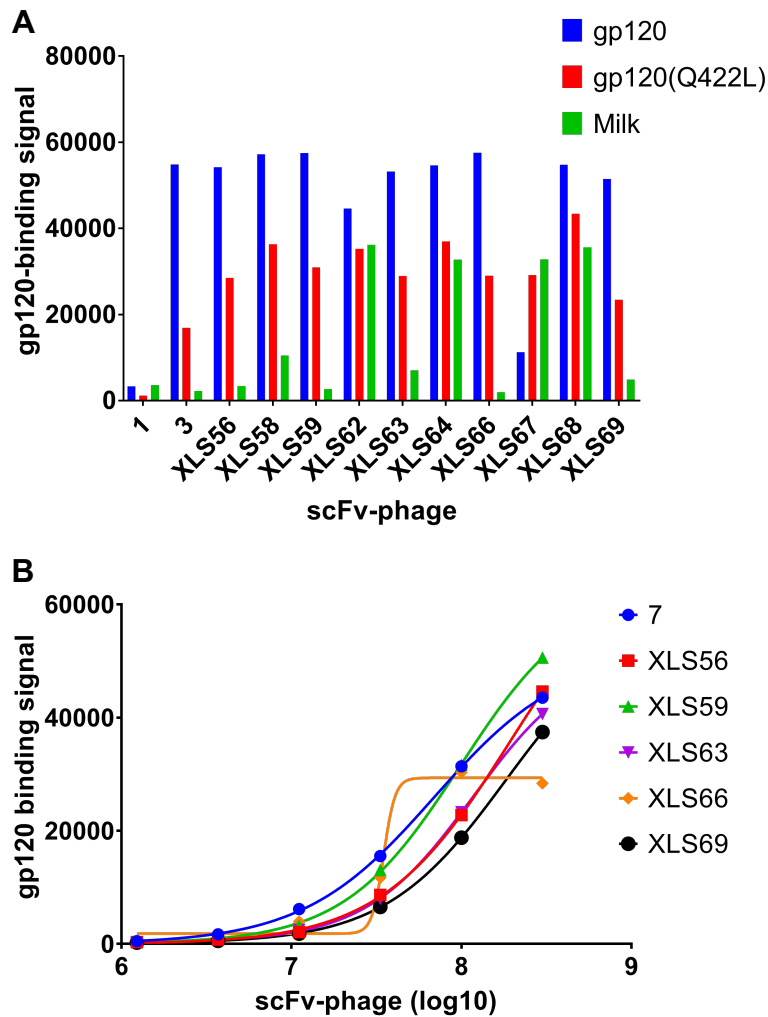 A
gp120
gp120(Q422L)
Milk
gp120-binding signal
80000
60000
40000
20000
0
1
3
XLS56
XLS58
XLS59
XLS62
XLS63
XLS64
XLS66
XLS67
XLS68
XLS69
scFv-phage
B
7
XLS56
XLS59
XLS63
XLS66
XLS69
gp120 binding signal
60000
40000
20000
0
6
7
8
9
scFv-phage (log10)